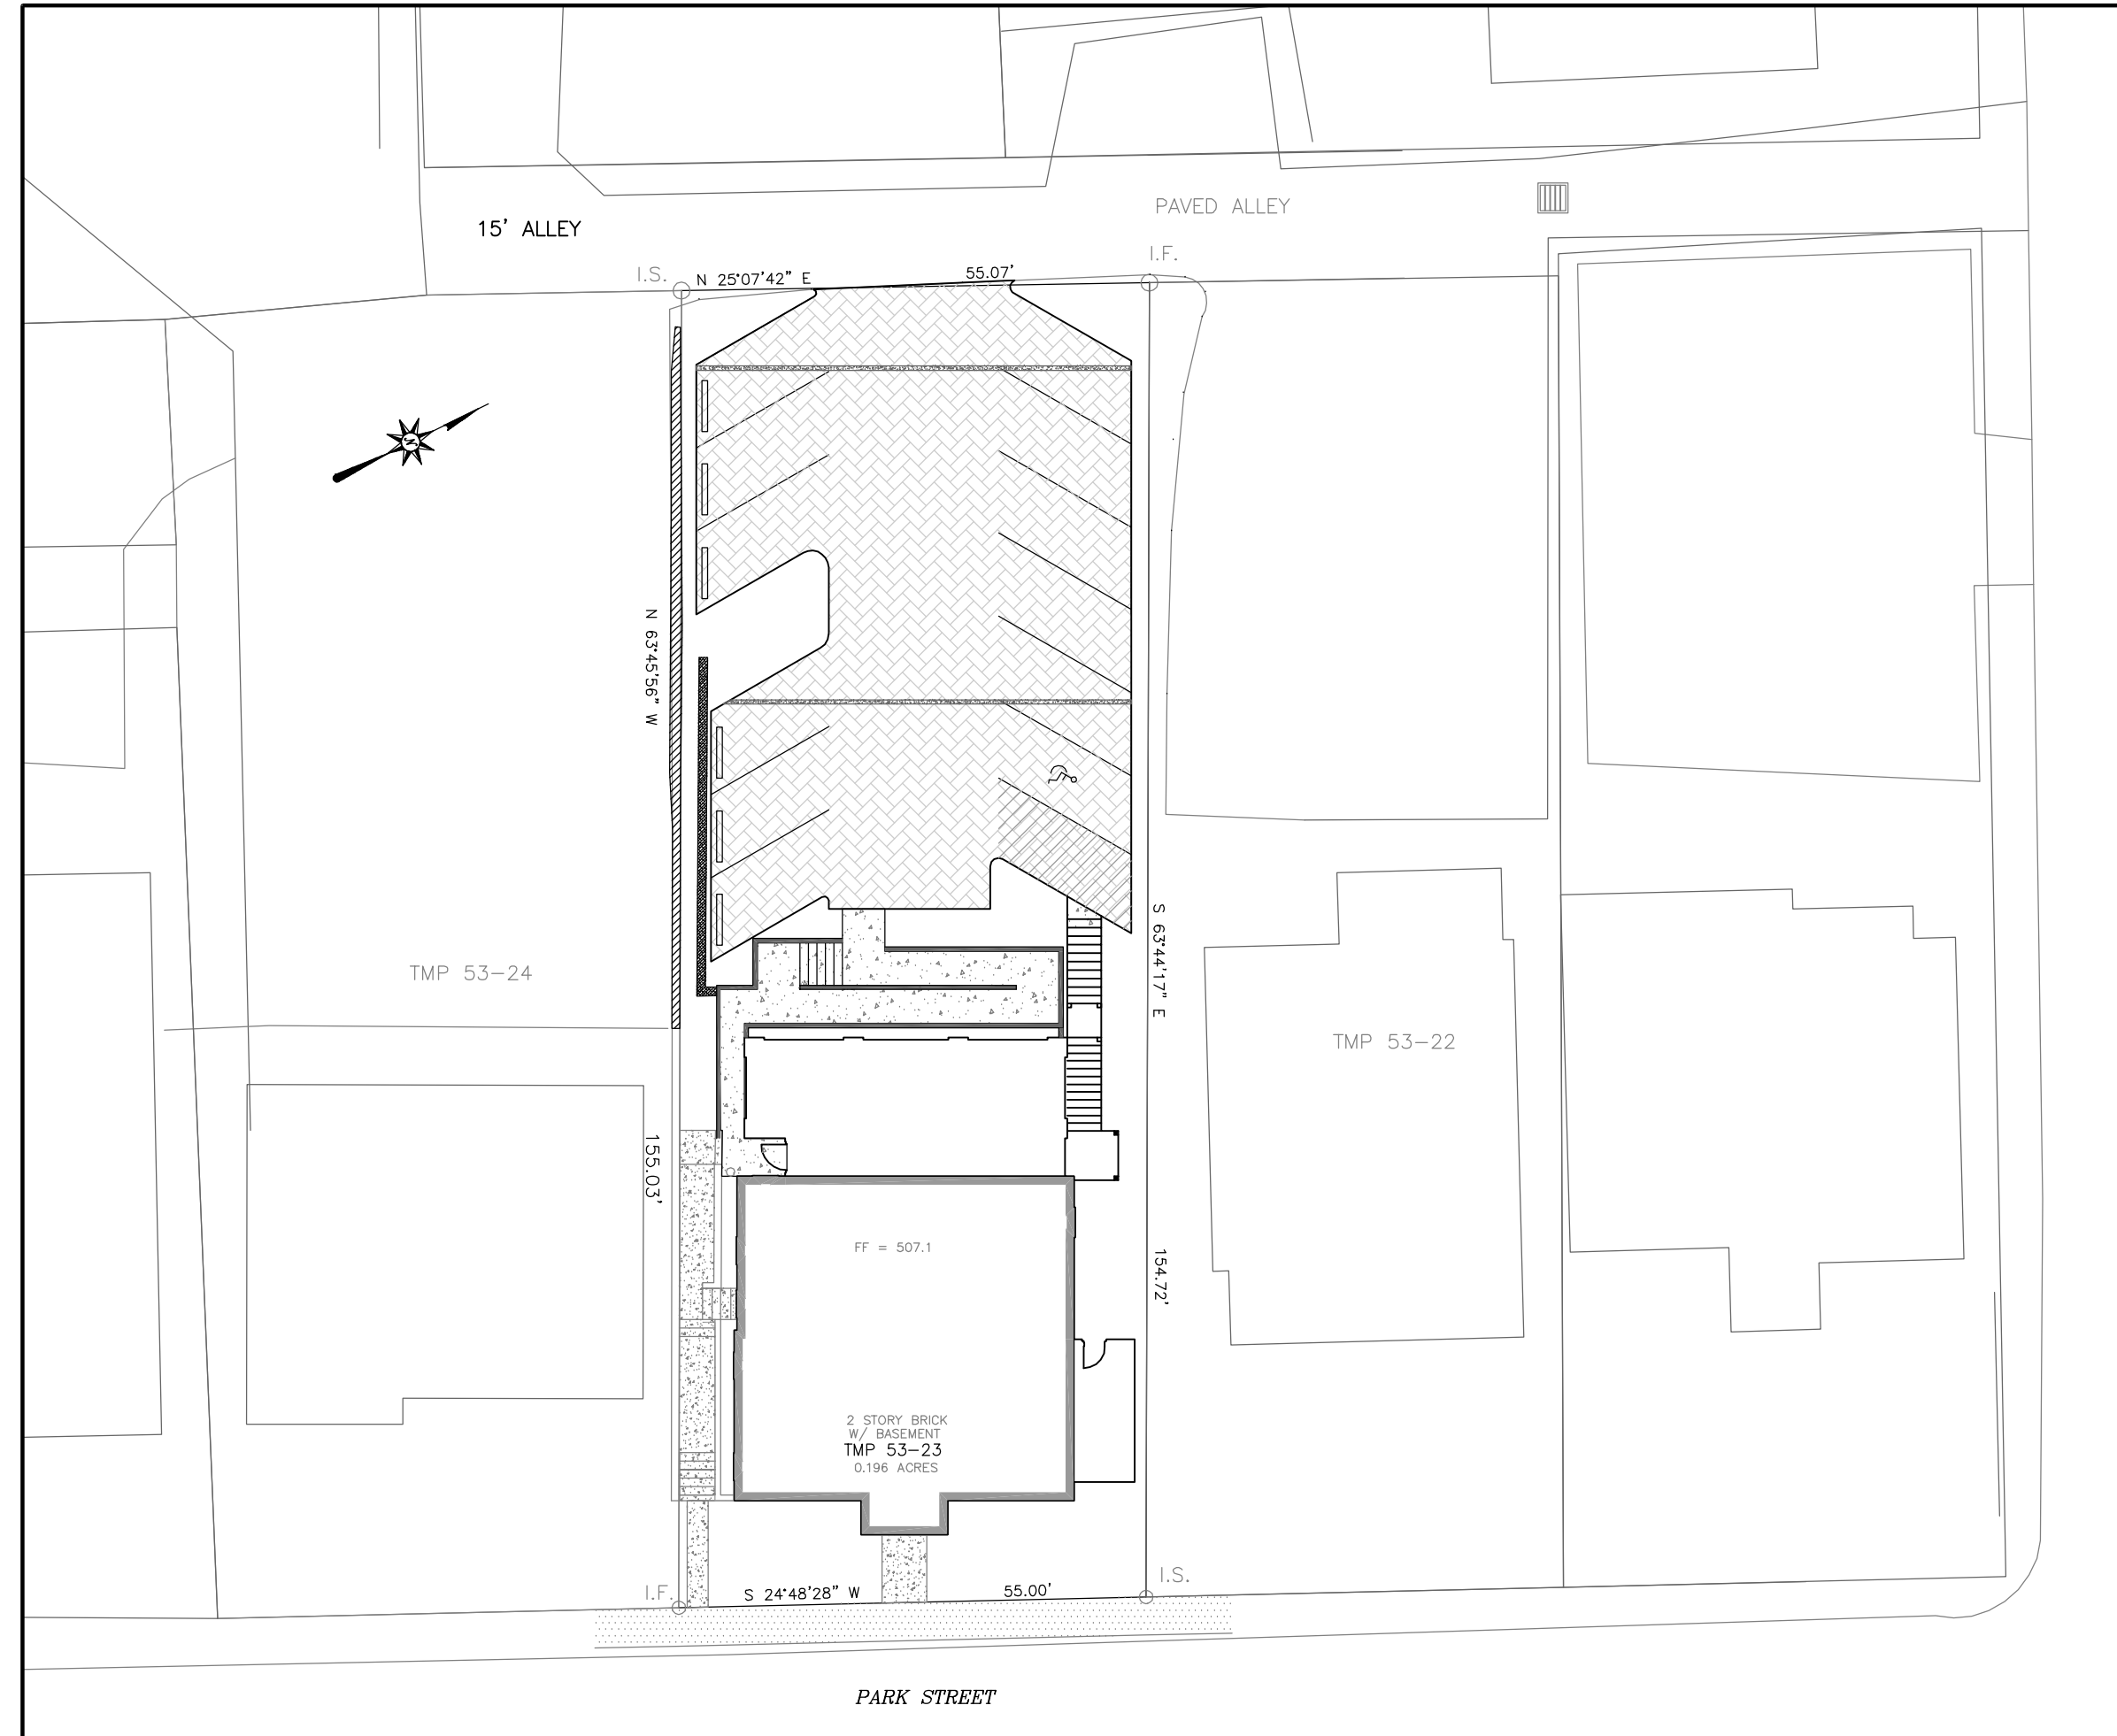 PAVED ALLEY
15' ALLEY
I.F.
I.S.
N 25°07'42" E
55.07'
N
N 63°45'56" W
S 63°44'17" E
TMP 53-24
TMP 53-22
155.03'
154.72'
FF = 507.1
2 STORY BRICK
W/ BASEMENT
TMP 53-23
0.196 ACRES
I.F.
S 24°48'28" W
55.00'
I.S.
PARK STREET